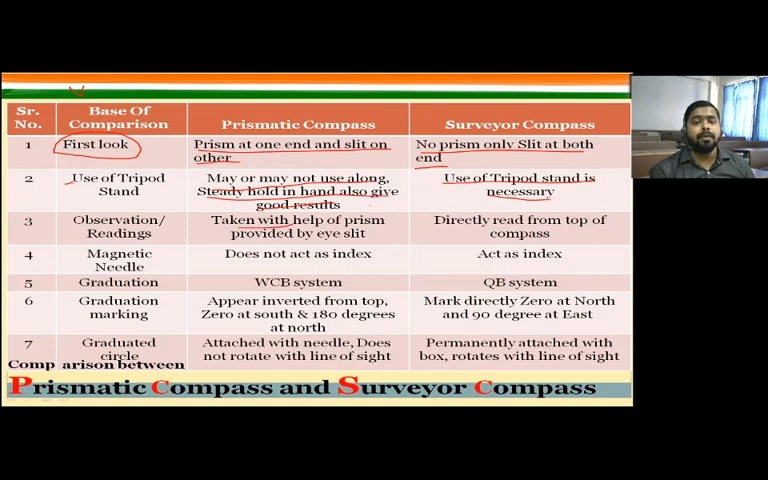 Sr. No.
Base Of Comparison
Prismatic Compass
Surveyor Compass
1
First look
Prism at one end and slit on
other
No prism only Slit at both
end
2
Use of Tripod
Stand
May or may not use along,
Steady hold in hand also give
good results
Use of Tripod stand is
necessary
3
Observation/
Readings
Taken with help of prism
provided by eye slit
Directly read from top of
compass
4
Magnetic
Needle
Does not act as index
Act as index
5
Graduation
WCB system
QB system
6
Graduation
marking
Appear inverted from top,
Zero at south & 180 degrees
at north
Mark directly Zero at North
and 90 degree at East
7
Graduated
circle
Attached with needle, Does
not rotate with line of sight
Permanently attached with
box, rotates with line of sight
Comp arison between
Prismatic Compass and Surveyor Compass